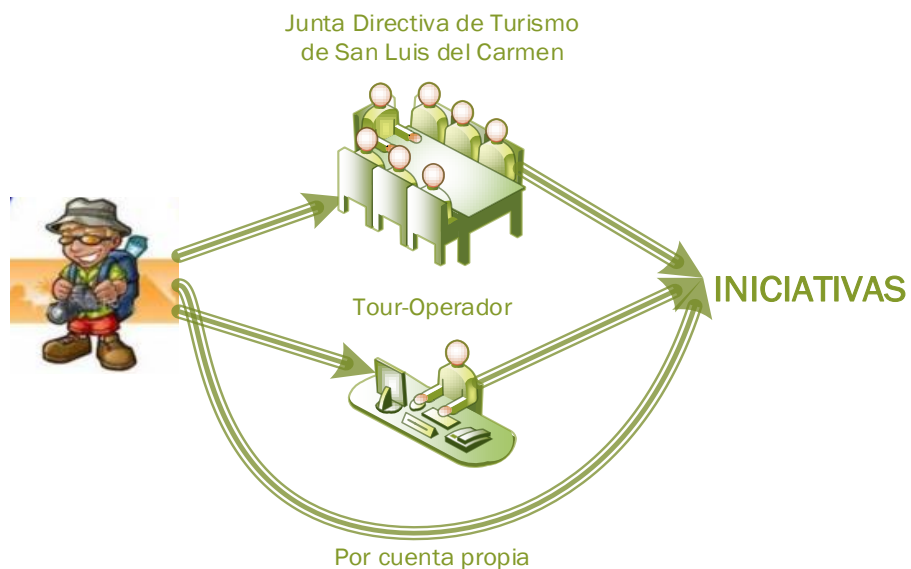 Junta Directiva de Turismo
de San Luis del Carmen
Tour-Operador
INICIATIVAS
Por cuenta propia